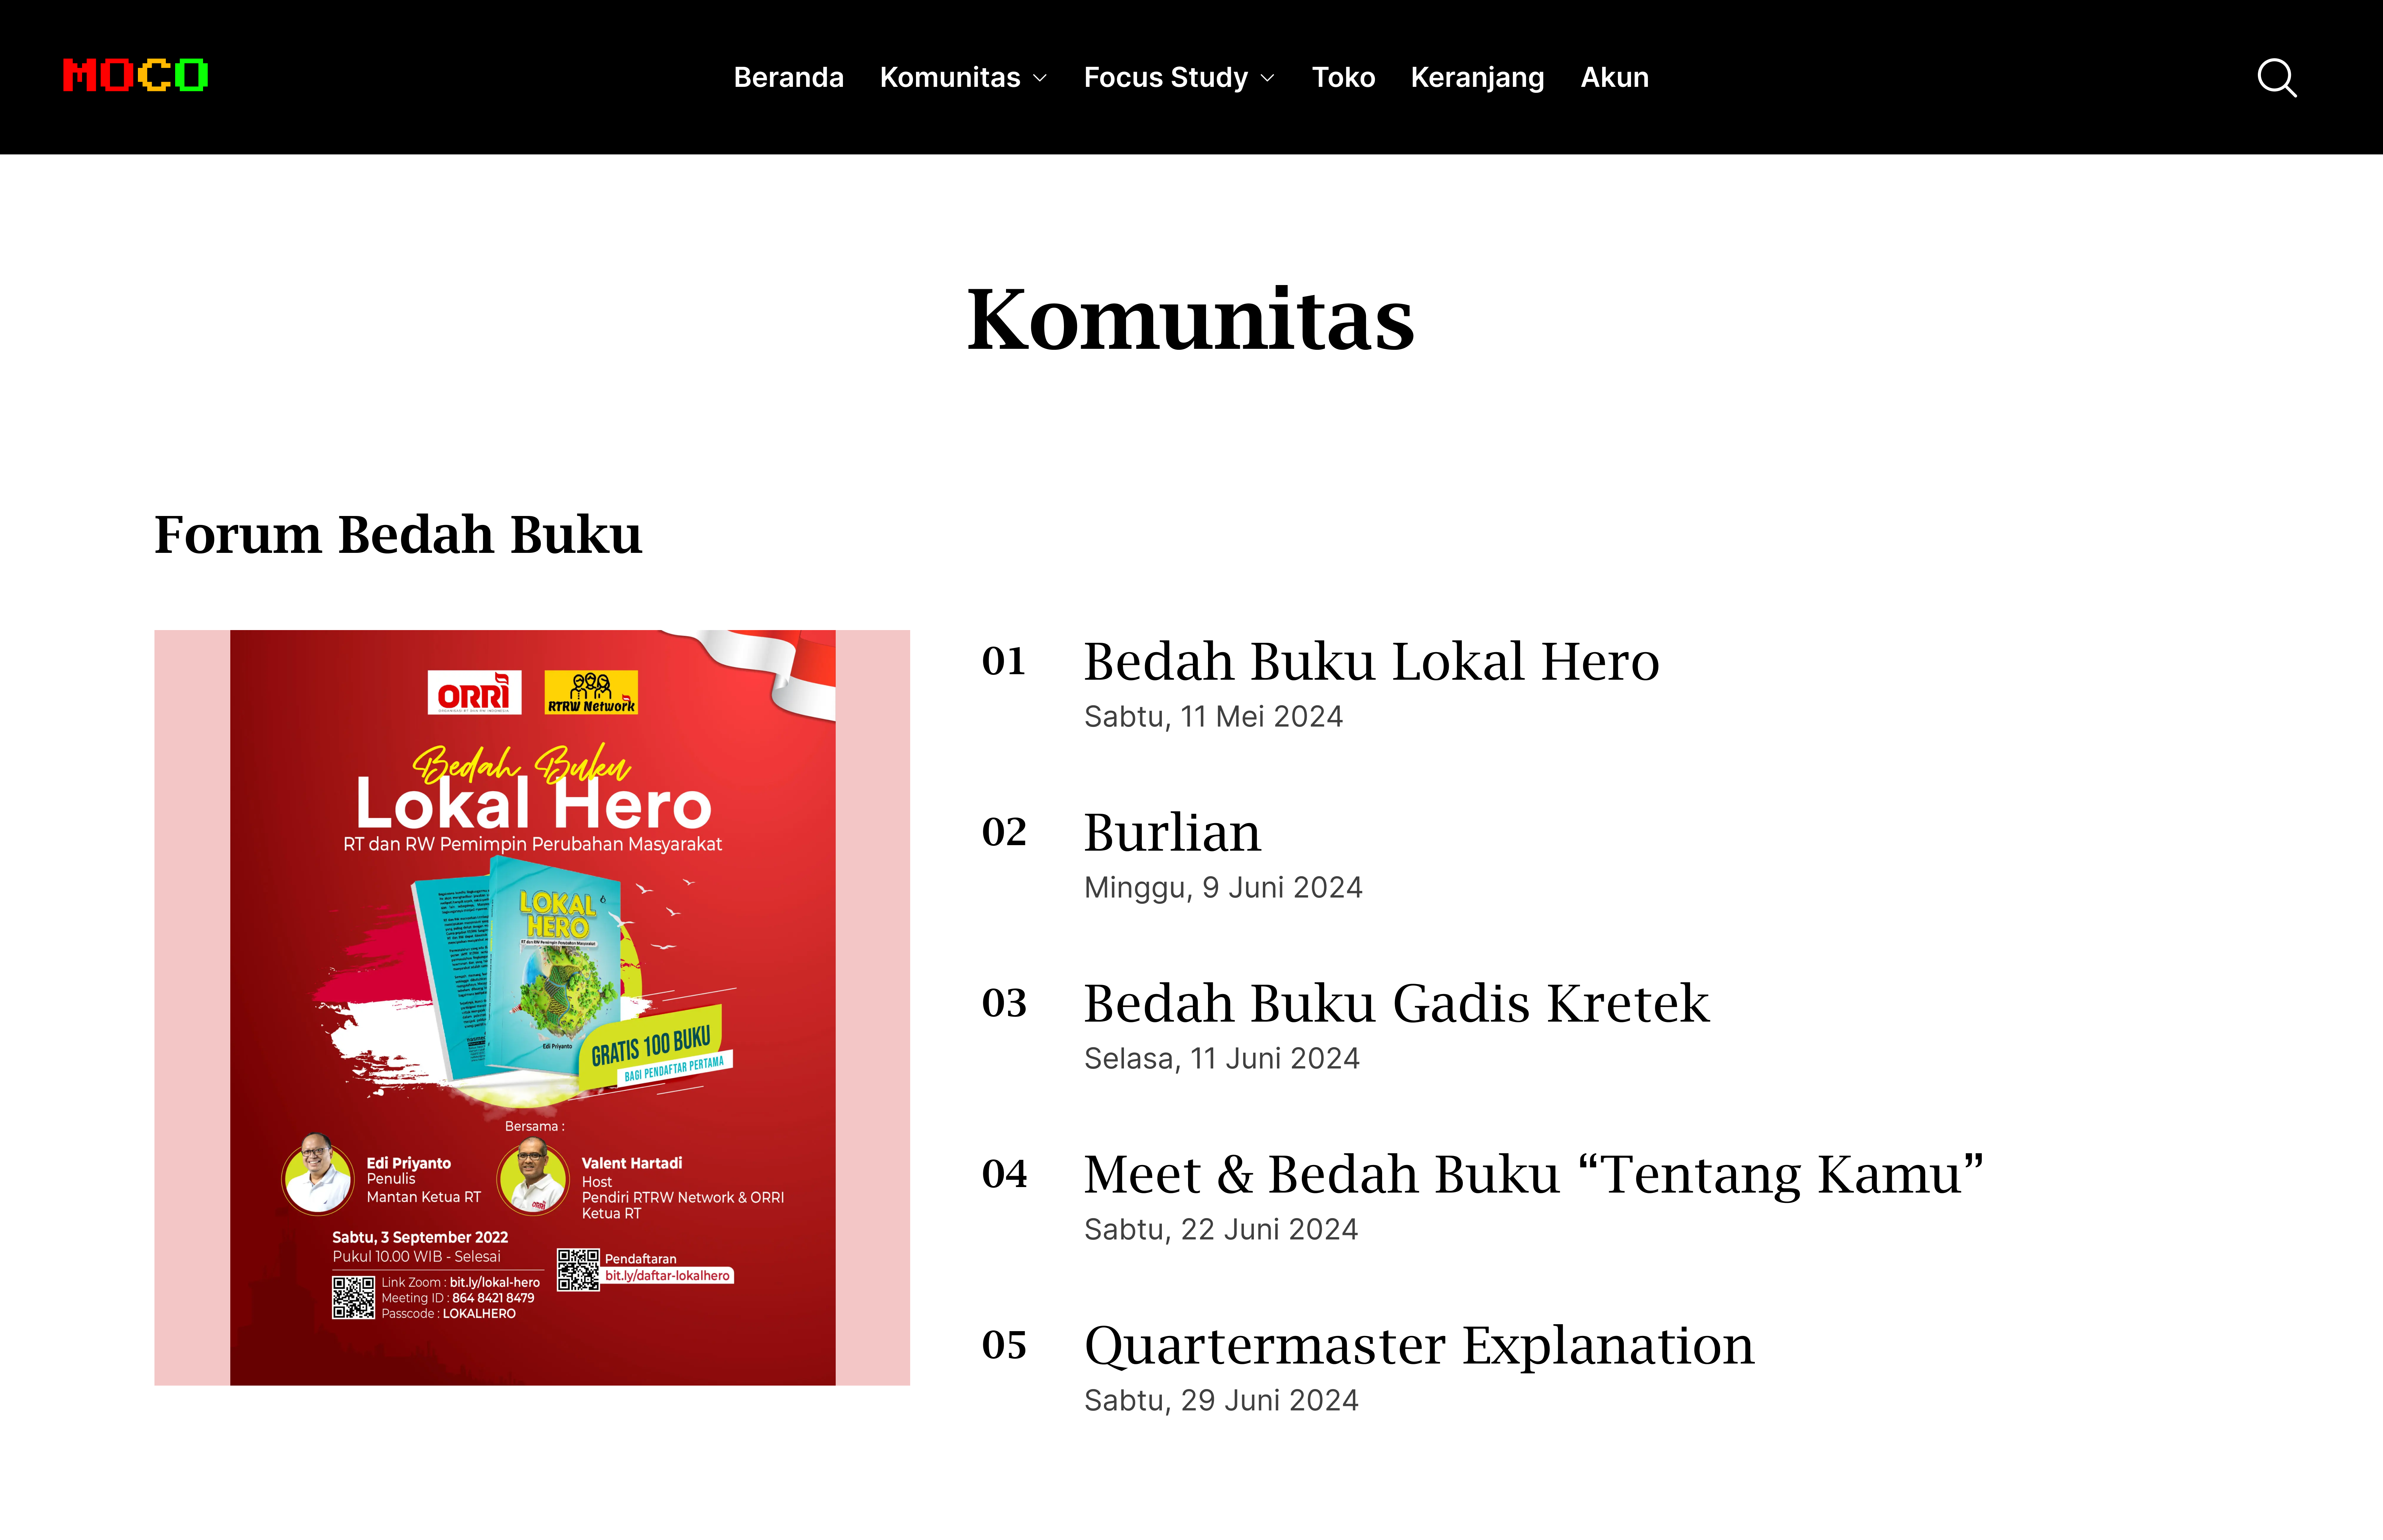 MOCO
Beranda
Komunitas
Focus Study
Toko
Keranjang
Akun
Komunitas
Forum Bedah Buku
ORRI
RTRW Network
Bedah Buku
Lokal Hero
RT dan RW Pemimpin Perubahan Masyarakat
LOKAL
HERO
RT dan RW Pemimpin Perubahan Masyarakat
Edi Priyanto
GRATIS 100 BUKU
BAGI PENDAFTAR PERTAMA
Bersama :
Edi Priyanto
Penulis
Mantan Ketua RT
Valent Hartadi
Host
Pendiri RTRW Network & ORRI
Ketua RT
Sabtu, 3 September 2022
Pukul 10.00 WIB - Selesai
Link Zoom : bit.ly/lokal-hero
Meeting ID : 864 8421 8479
Passcode : LOKALHERO
Pendaftaran
bit.ly/daftar-lokalhero
01 Bedah Buku Lokal Hero
Sabtu, 11 Mei 2024
02 Burlian
Minggu, 9 Juni 2024
03 Bedah Buku Gadis Kretek
Selasa, 11 Juni 2024
04 Meet & Bedah Buku “Tentang Kamu”
Sabtu, 22 Juni 2024
05 Quartermaster Explanation
Sabtu, 29 Juni 2024